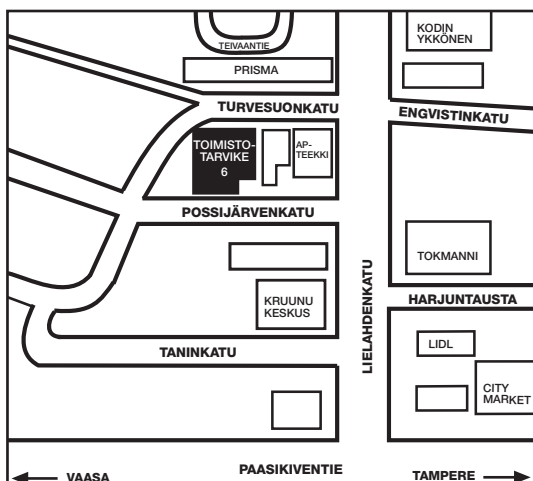 KODIN
YKKÖNEN
TEIVAANTIE
PRISMA
TURVESUONKATU
ENGVISTINKATU
TOIMISTO-
TARVIKE
6
AP-
TEEKKI
POSSIJÄRVENKATU
TOKMANNI
KRUUNU
KESKUS
HARJUNTAUSTA
LIELAHDENKATU
TANINKATU
LIDL
CITY
MARKET
PAASIKIVENTIE
VAASA
TAMPERE